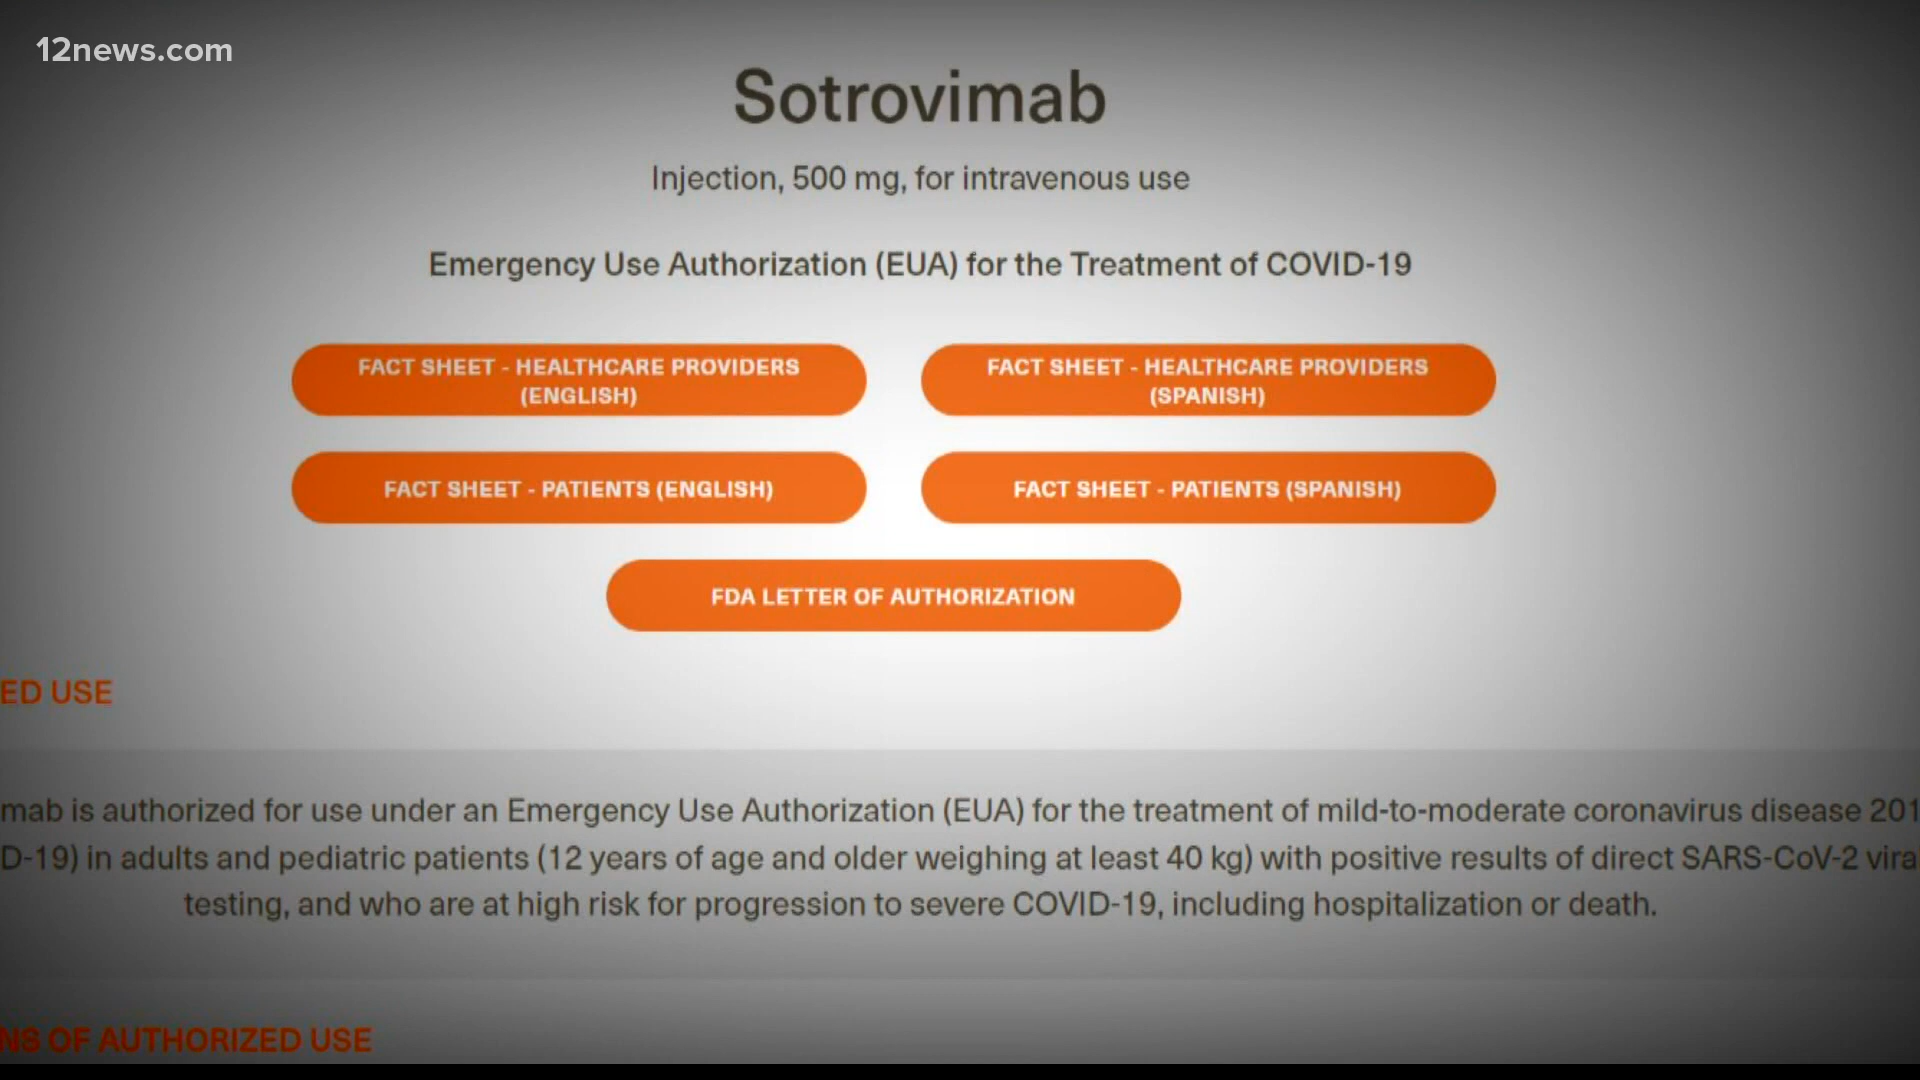 12news.com
Sotrovimab
Injection, 500 mg, for intravenous use
Emergency Use Authorization (EUA) for the Treatment of COVID-19
FACT SHEET - HEALTHCARE PROVIDERS
(ENGLISH)
FACT SHEET - HEALTHCARE PROVIDERS
(SPANISH)
FACT SHEET - PATIENTS (ENGLISH)
FACT SHEET - PATIENTS (SPANISH)
FDA LETTER OF AUTHORIZATION
ED USE
mab is authorized for use under an Emergency Use Authorization (EUA) for the treatment of mild-to-moderate coronavirus disease 201
D-19) in adults and pediatric patients (12 years of age and older weighing at least 40 kg) with positive results of direct SARS-CoV-2 vira
testing, and who are at high risk for progression to severe COVID-19, including hospitalization or death.
NS OF AUTHORIZED USE